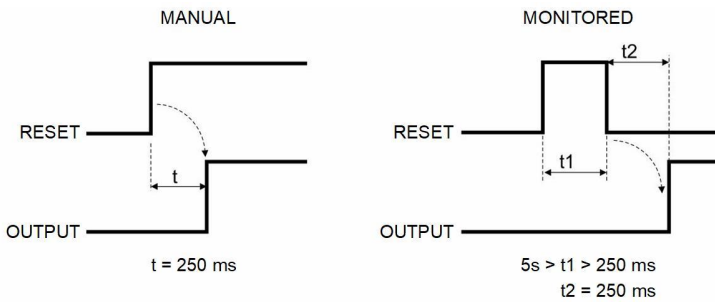 MANUAL
RESET
t
OUTPUT
t = 250 ms
MONITORED
t2
RESET
t1
OUTPUT
5s > t1 > 250 ms
t2 = 250 ms